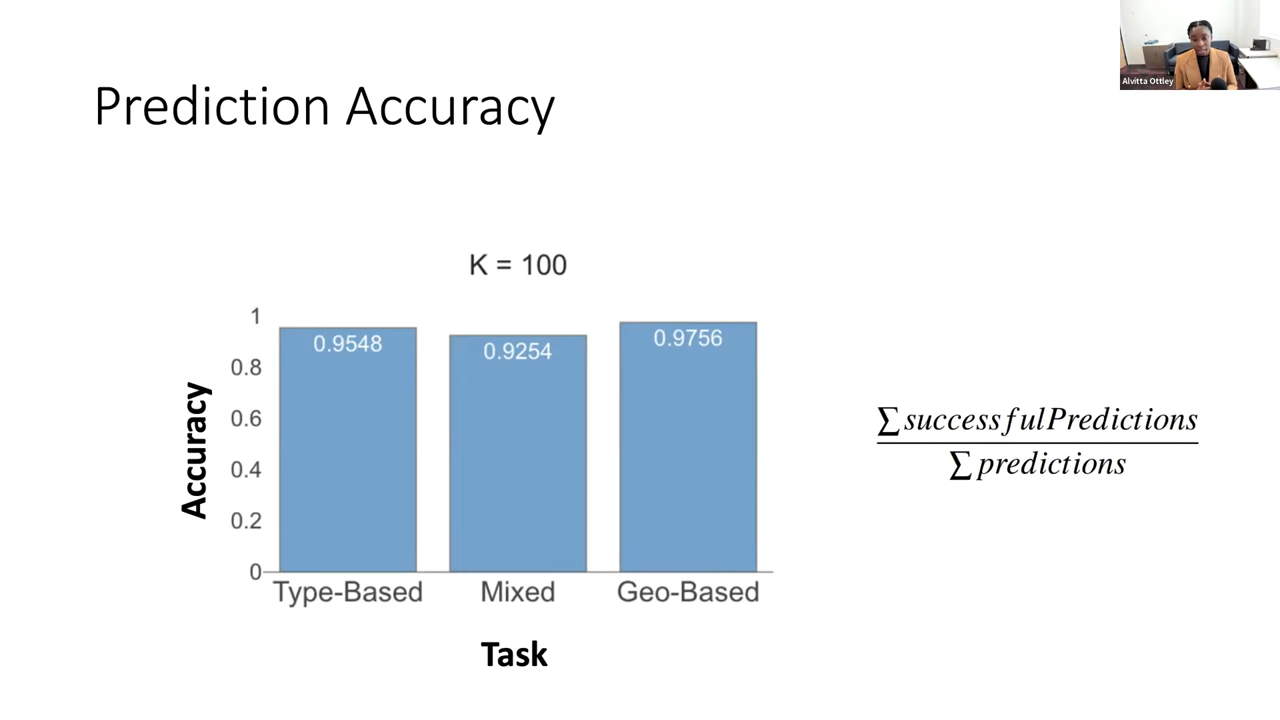 Alvitta Ottley
Prediction Accuracy
K = 100
1
0.8
0.6
0.4
0.2
0
Accuracy
0.9548
0.9254
0.9756
Type-Based
Mixed
Geo-Based
Task
∑ successfulPredictions
∑ predictions